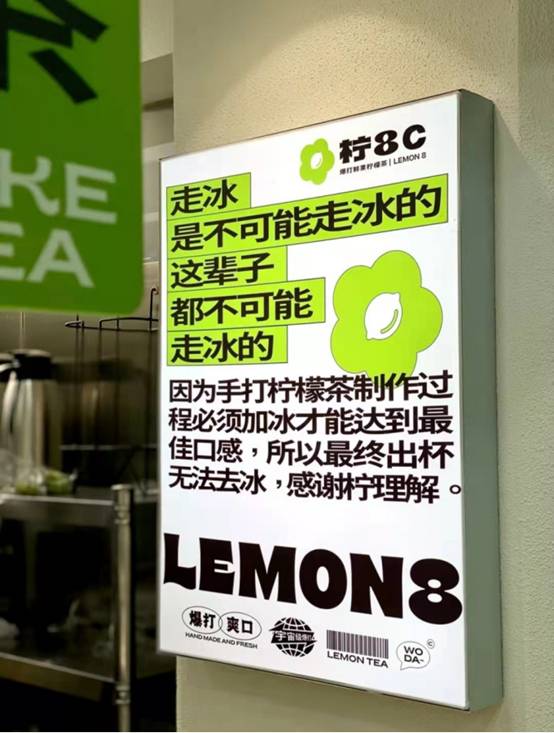 KE
EA
柠8C
爆打鲜果柠檬茶 | LEMON 8
走冰
是不可能走冰的
这辈子
都不可能
走冰的
因为手打柠檬茶制作过
程必须加冰才能达到最
佳口感，所以最终出杯
无法去冰，感谢柠理解。
LEMON8
爆打 爽口
HAND MADE AND FRESH
LEMON TEA
WO
DA-
©